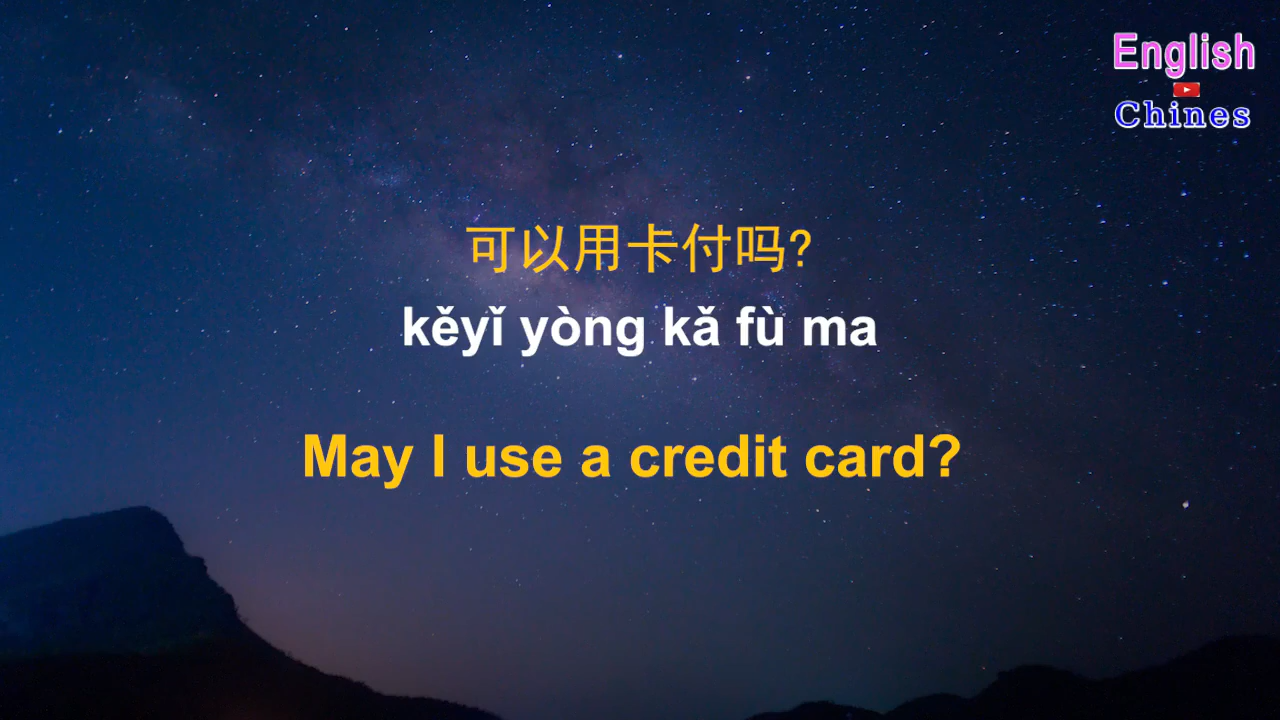 English
Chines
可以用卡付吗?
kěyǐ yòng kǎ fù ma
May I use a credit card?